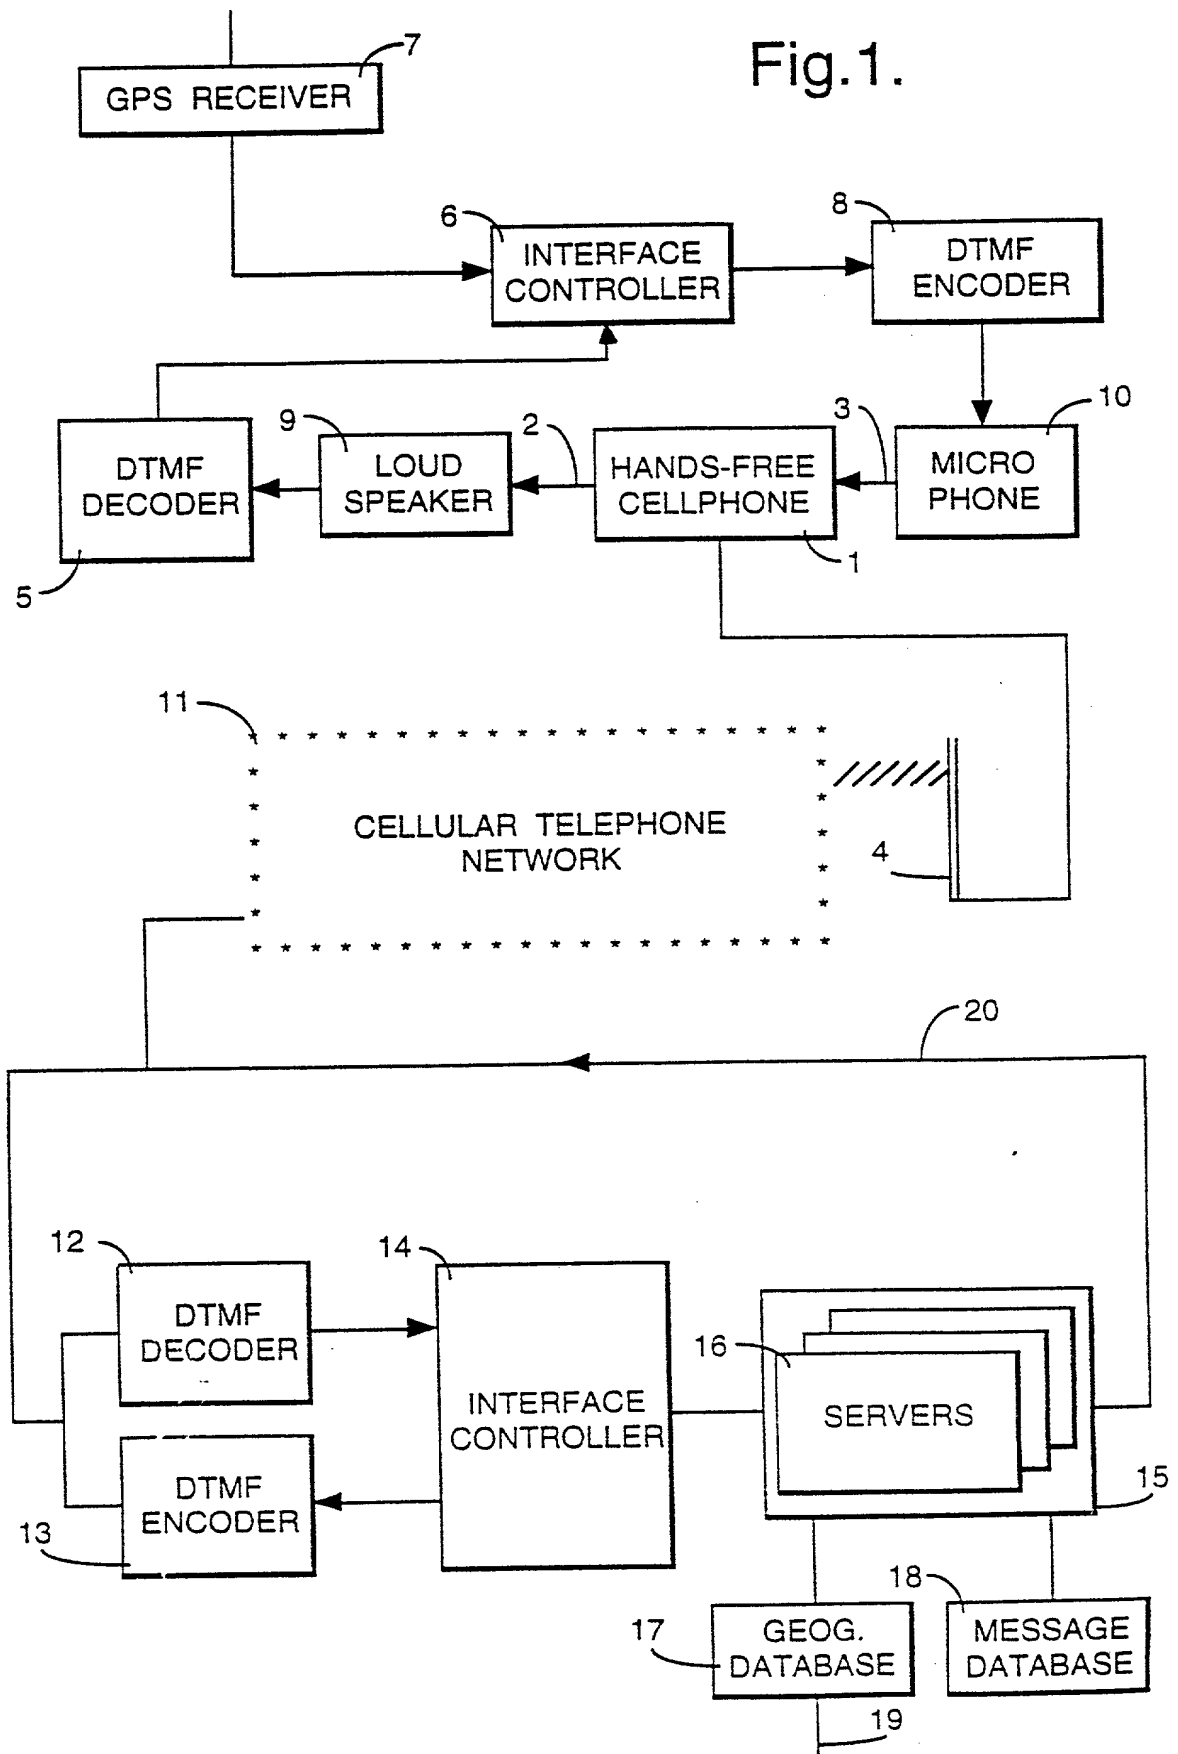 7
Fig.1.
GPS RECEIVER
6
8
INTERFACE
CONTROLLER
DTMF
ENCODER
9
2
3
10
DTMF
DECODER
LOUD
SPEAKER
HANDS-FREE
CELLPHONE
MICRO
PHONE
5
1
11
CELLULAR TELEPHONE
NETWORK
4
20
12
14
DTMF
DECODER
16
INTERFACE
CONTROLLER
SERVERS
DTMF
ENCODER
13
15
17
18
GEOG.
DATABASE
MESSAGE
DATABASE
19